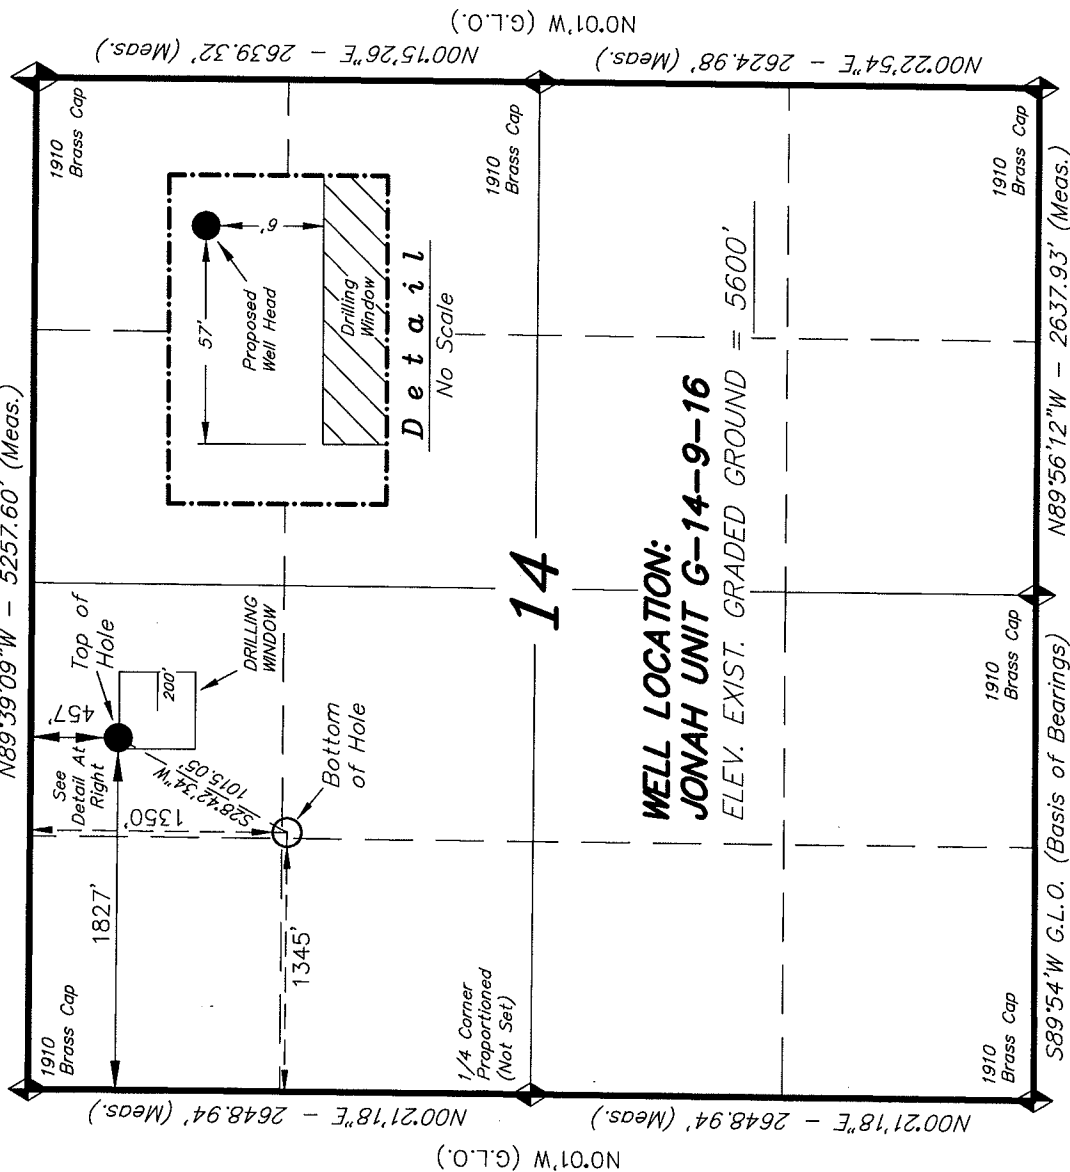 N89°39'09"W - 5257.60' (Meas.)
1910
Brass Cap
1827'
See
Detail At
Right
457'
Top of
Hole
200'
DRILLING
WINDOW
S28°42'34"W
1015.05'
1350'
Bottom
of Hole
1345'
1910
Brass Cap
57'
6'
Proposed
Well Head
Drilling
Window
Detail
No Scale
1/4 Corner
Proportioned
(Not Set)
14
1910
Brass Cap
WELL LOCATION:
JONAH UNIT G-14-9-16
ELEV. EXIST. GRADED GROUND = 5600'
1910
Brass Cap
1910
Brass Cap
1910
Brass Cap
S89°54'W G.L.O. (Basis of Bearings)
N89°56'12"W - 2637.93' (Meas.)
N0°01'W (G.L.O.)
N00°21'18"E - 2648.94' (Meas.)
N00°21'18"E - 2648.94' (Meas.)
N0°01'W (G.L.O.)
N00°15'26"E - 2639.32' (Meas.)
N00°22'54"E - 2624.98' (Meas.)